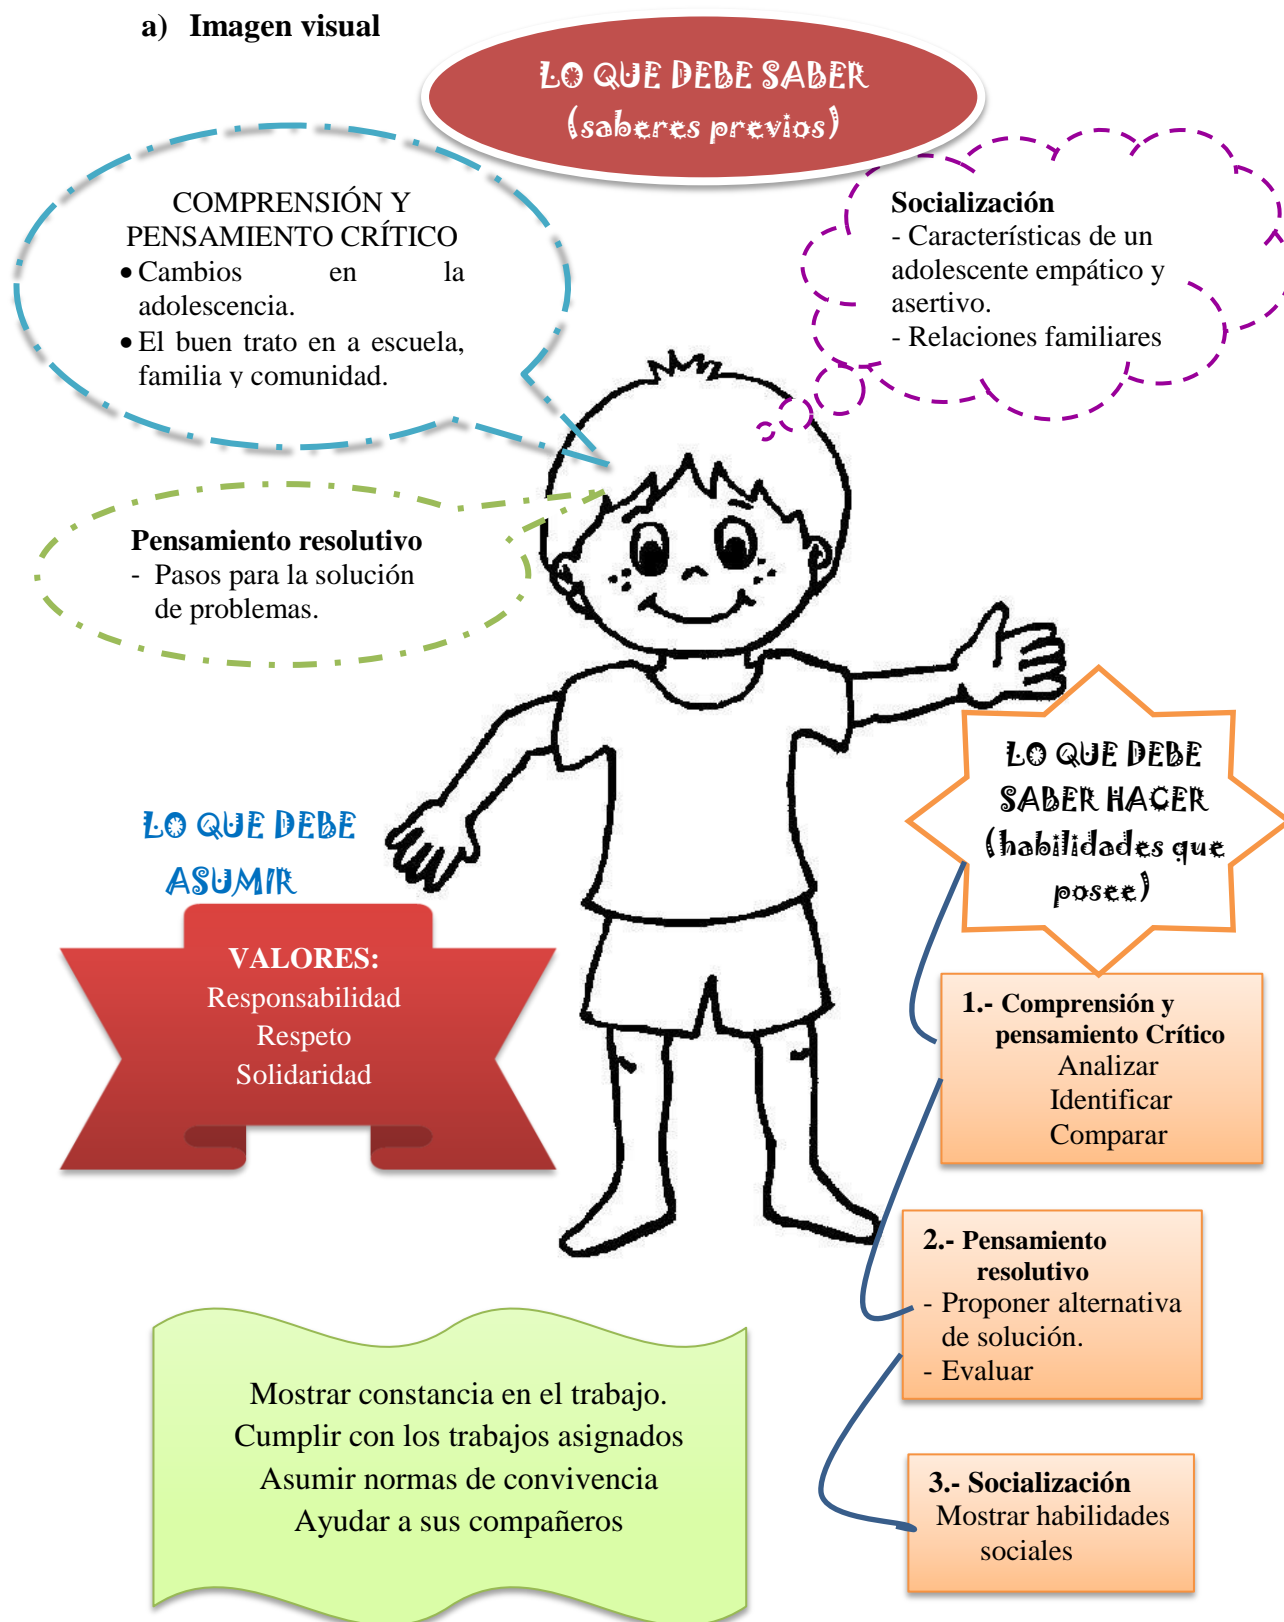 a) Imagen visual
LO QUE DEBE SABER
(saberes previos)
COMPRENSIÓN Y
PENSAMIENTO CRÍTICO
• Cambios en la
adolescencia.
• El buen trato en a escuela,
familia y comunidad.
Socialización
- Características de un
adolescente empático y
asertivo.
- Relaciones familiares
Pensamiento resolutivo
- Pasos para la solución
de problemas.
LO QUE DEBE
SABER HACER
(habilidades que
posee)
LO QUE DEBE
ASUMIR
VALORES:
Responsabilidad
Respeto
Solidaridad
1.- Comprensión y
pensamiento Crítico
Analizar
Identificar
Comparar
2.- Pensamiento
resolutivo
- Proponer alternativa
de solución.
- Evaluar
3.- Socialización
Mostrar habilidades
sociales
Mostrar constancia en el trabajo.
Cumplir con los trabajos asignados
Asumir normas de convivencia
Ayudar a sus compañeros